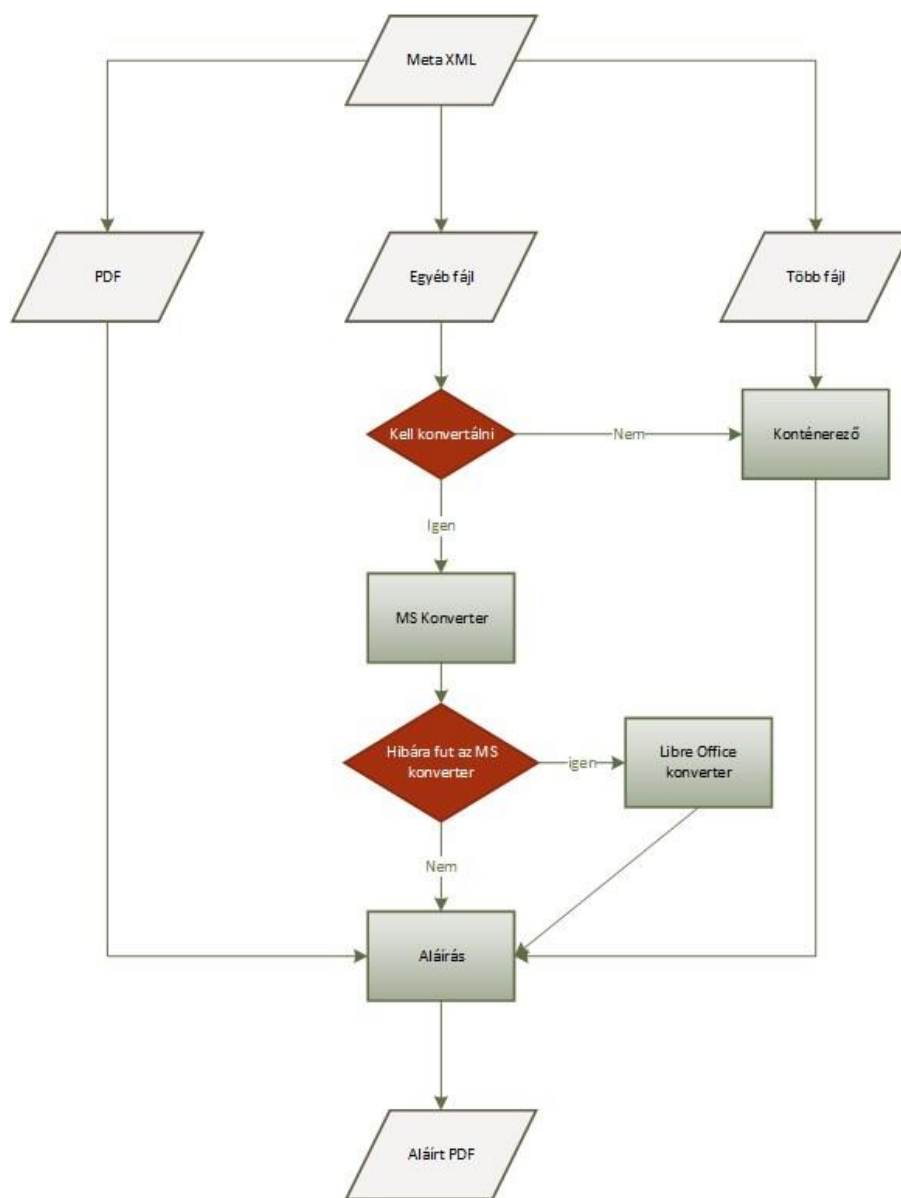 Meta XML
PDF
Egyéb fájl
Több fájl
Kell konvertálni
Nem
Konténerező
Igen
MS Konverter
Hibára fut az MS
konverter
igen
Libre Office
konverter
Nem
Aláírás
Aláírt PDF